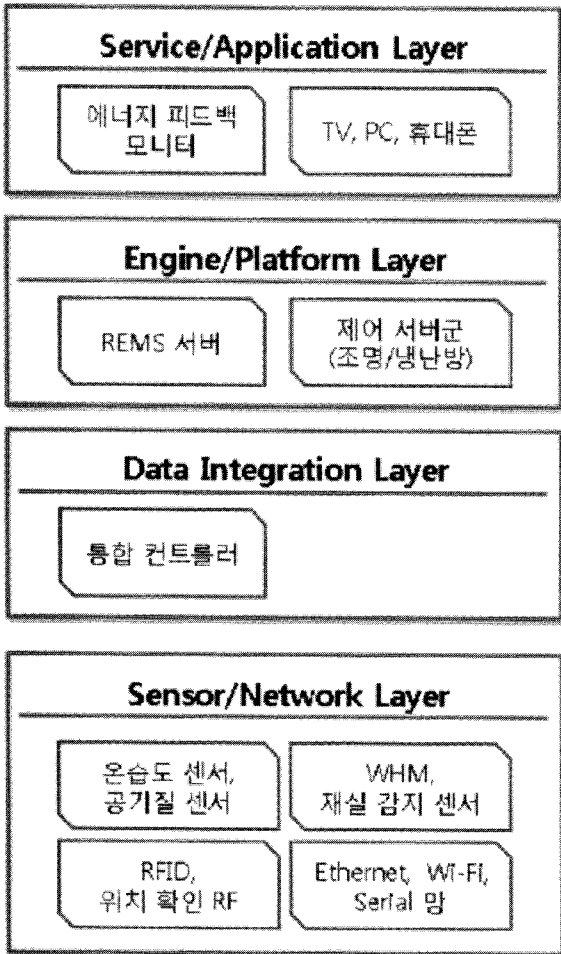 Service/Application Layer
에너지 피드백
모니터
TV, PC, 휴대폰
Engine/Platform Layer
REMS 서버
제어 서버군
(조명/냉난방)
Data Integration Layer
통합 컨트롤러
Sensor/Network Layer
온습도 센서,
공기질 센서
WHM,
재실 감지 센서
RFID,
위치 확인 RF
Ethernet, Wi-Fi,
Serial 망